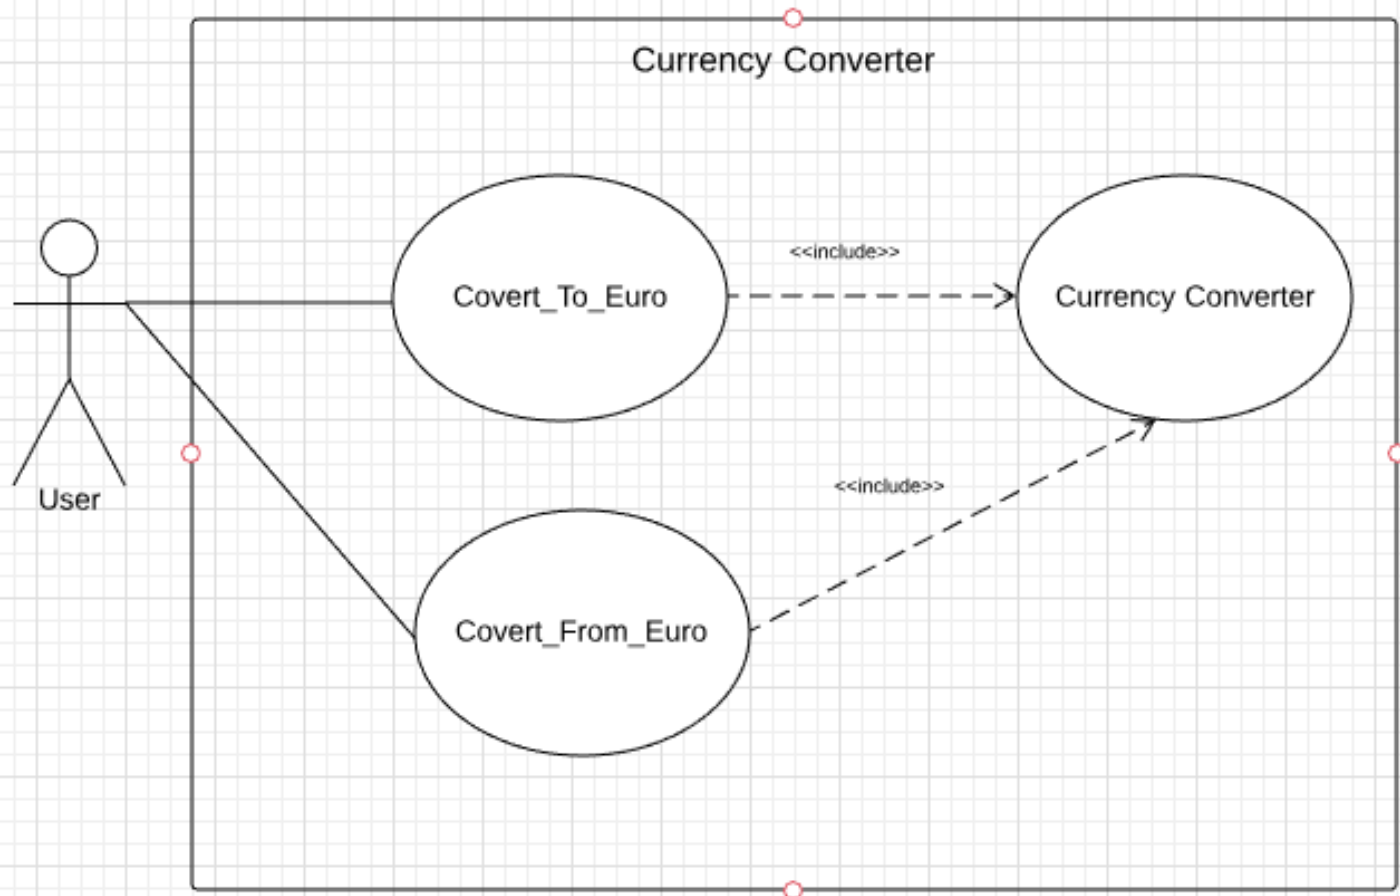 Currency Converter
<<include>>
Covert_To_Euro
Currency Converter
<<include>>
User
Covert_From_Euro